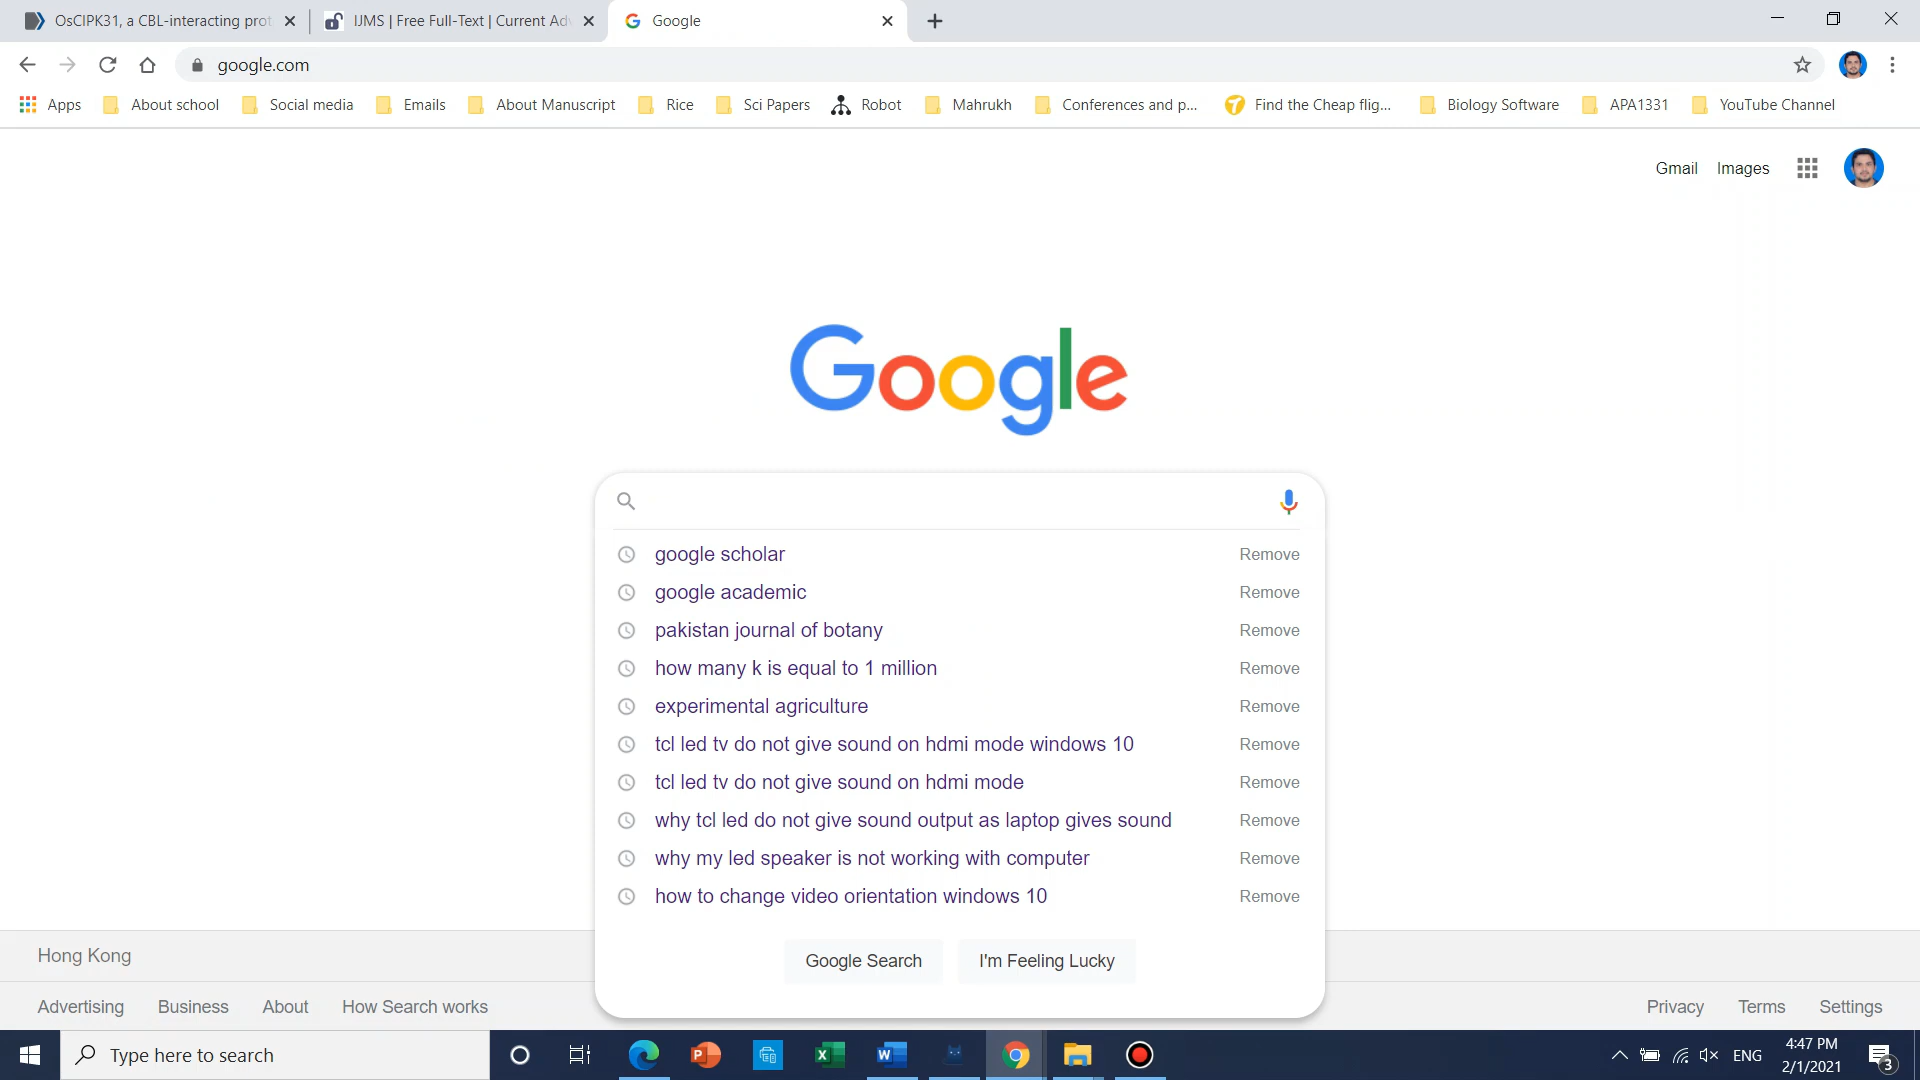 OsCIPK31, a CBL-interacting prot
IJMS | Free Full-Text | Current Adv
Google
google.com
Apps
About school
Social media
Emails
About Manuscript
Rice
Sci Papers
Robot
Mahrukh
Conferences and p...
Find the Cheap flig...
Biology Software
APA1331
YouTube Channel
Gmail Images
Google
google scholar Remove
google academic Remove
pakistan journal of botany Remove
how many k is equal to 1 million Remove
experimental agriculture Remove
tcl led tv do not give sound on hdmi mode windows 10 Remove
tcl led tv do not give sound on hdmi mode Remove
why tcl led do not give sound output as laptop gives sound Remove
why my led speaker is not working with computer Remove
how to change video orientation windows 10 Remove
Google Search I'm Feeling Lucky
Hong Kong
Advertising Business About How Search works Privacy Terms Settings
Type here to search
ENG
4:47 PM
2/1/2021
3